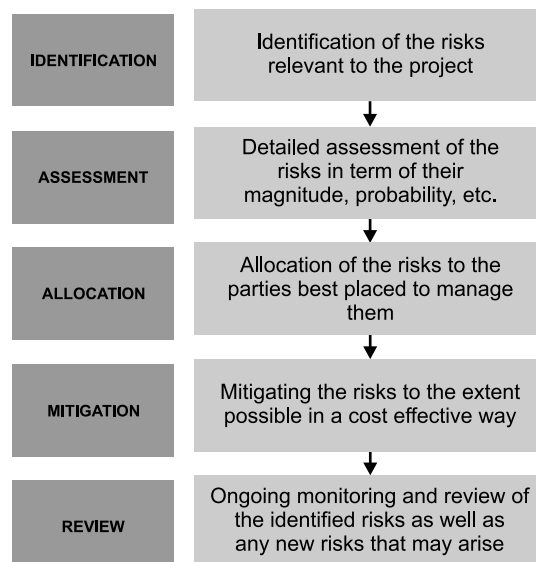 IDENTIFICATION
Identification of the risks
relevant to the project
ASSESSMENT
Detailed assessment of the
risks in term of their
magnitude, probability, etc.
ALLOCATION
Allocation of the risks to the
parties best placed to manage
them
MITIGATION
Mitigating the risks to the extent
possible in a cost effective way
REVIEW
Ongoing monitoring and review of
the identified risks as well as
any new risks that may arise